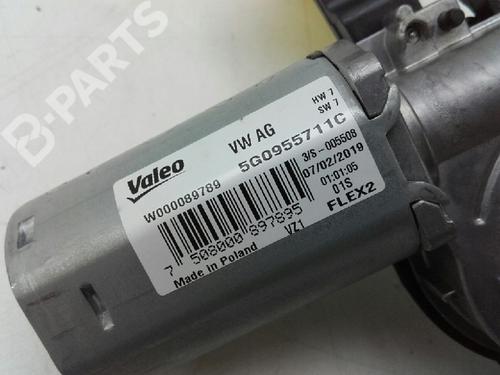 B-PARTS
Valeo
VW AG
HW 7
SW 7
W000089789
5G0955711C
3/S-005508
07/02/2019
01:01:05
01S
FLEX2
7 508000 897895
VZ1
Made in Poland